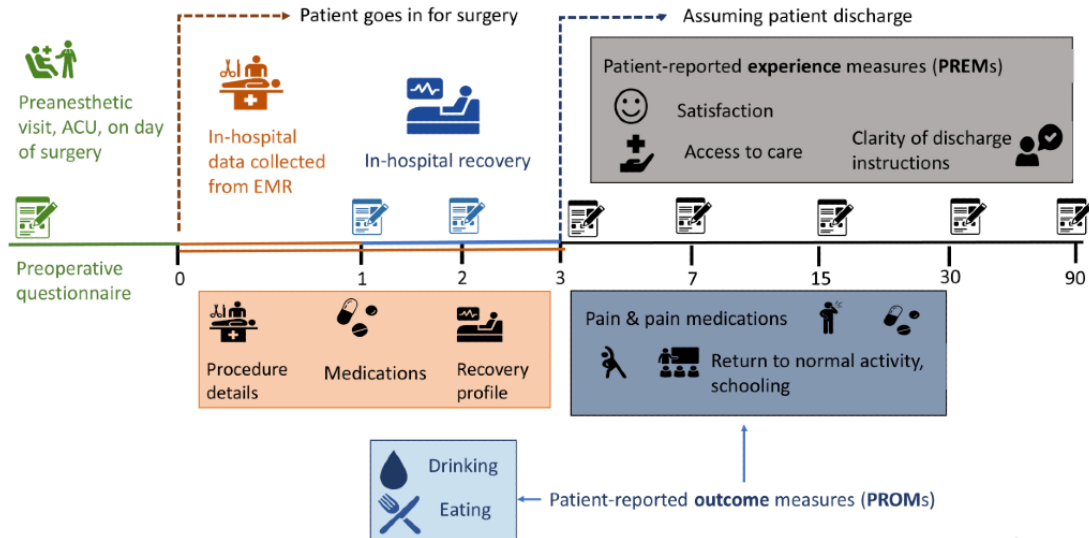 Patient goes in for surgery
Assuming patient discharge
Preanesthetic
visit, ACU, on day
of surgery
In-hospital
data collected
from EMR
In-hospital recovery
Patient-reported experience measures (PREMs)
Satisfaction
Access to care
Clarity of discharge
instructions
Preoperative
questionnaire
0
1
2
3
7
15
30
90
Procedure
details
Medications
Recovery
profile
Pain & pain medications
Return to normal activity,
schooling
Drinking
Eating
Patient-reported outcome measures (PROMs)